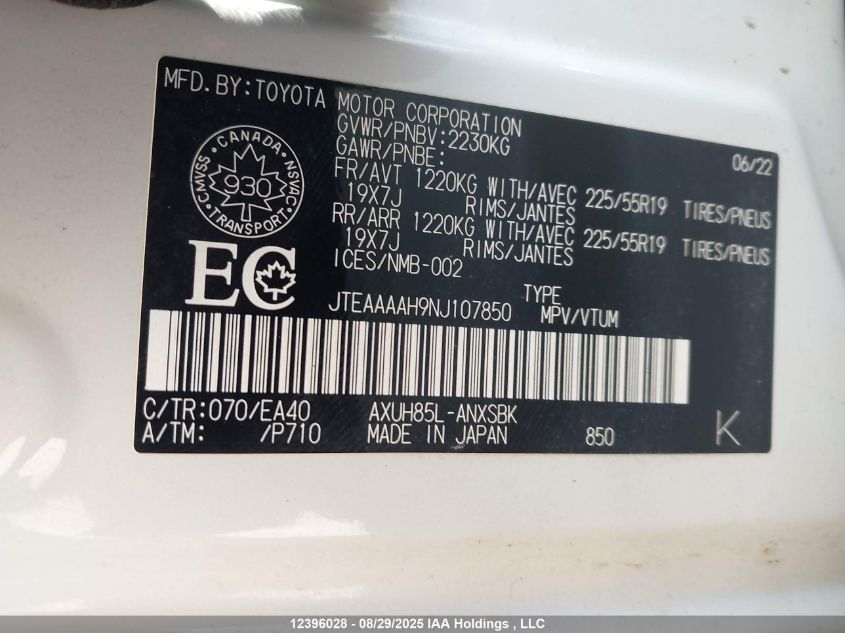 MFD.BY:TOYOTA MOTOR CORPORATION
GVWR/PNBV:2230KG
06/22
GAWR/PNBE:
FR/AVT 1220KG WITH/AVEC 225/55R19 TIRES/PNEUS
19X7J RIMS/JANTES
RR/ARR 1220KG WITH/AVEC 225/55R19 TIRES/PNEUS
19X7J RIMS/JANTES
ICES/NMB-002
CANADA
CMVSS 930 NSVAC
TRANSPORT
EC
JTEAAAAH9NJ107850
TYPE
MPV/VTUM
C/TR:070/EA40 AXUH85L-ANXSBK
A/TM: /P710 MADE IN JAPAN 850 K
12396028 - 08/29/2025 IAA Holdings , LLC